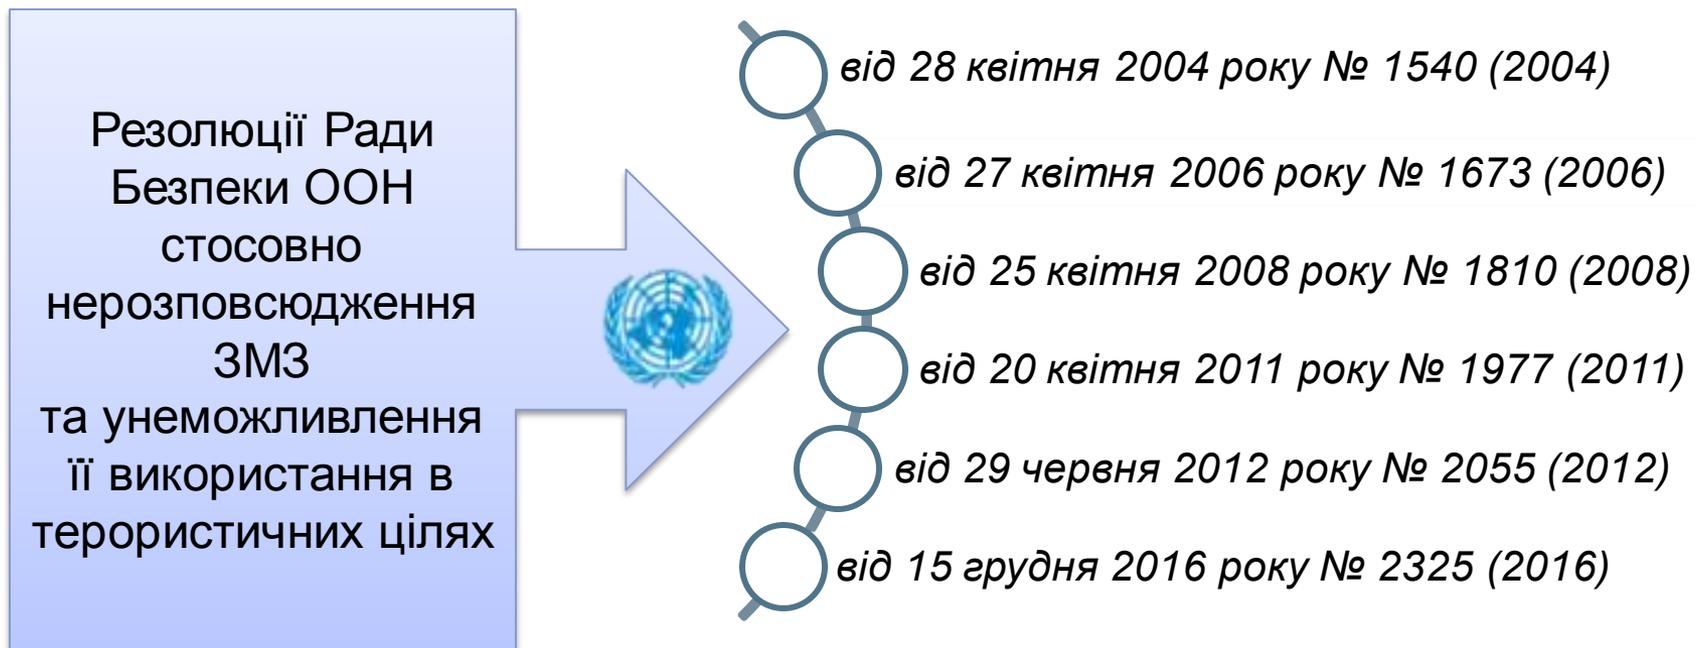 Резолюції Ради
Безпеки ООН
стосовно
нерозповсюдження
ЗМЗ
та унеможливлення
її використання в
терористичних цілях
від 28 квітня 2004 року № 1540 (2004)
від 27 квітня 2006 року № 1673 (2006)
від 25 квітня 2008 року № 1810 (2008)
від 20 квітня 2011 року № 1977 (2011)
від 29 червня 2012 року № 2055 (2012)
від 15 грудня 2016 року № 2325 (2016)